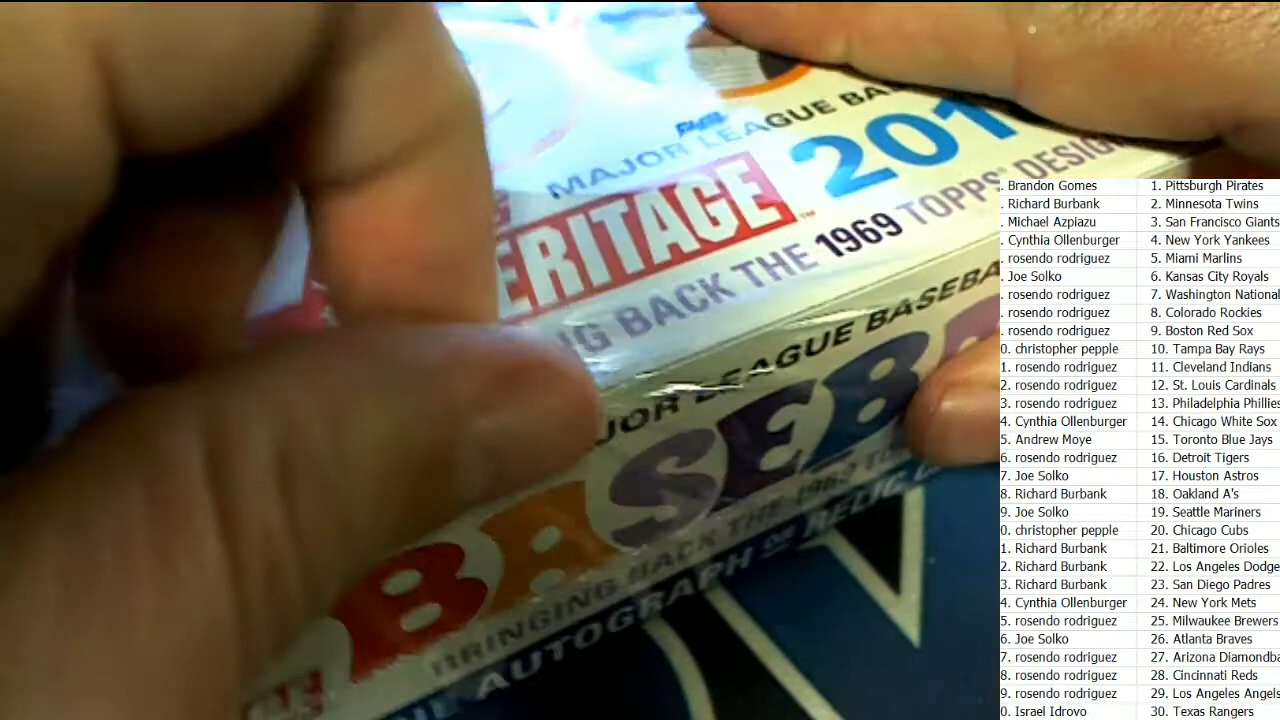 MAJOR LEAGUE BA
ERITAGE™ 201
NG BACK THE 1969 TOPPS® DESIG
JOR LEAGUE BASEBA
BASEBA
BRINGING BACK THE 1969 TO
AUTOGRAPH OR RELIC
. Brandon Gomes 1. Pittsburgh Pirates
. Richard Burbank 2. Minnesota Twins
. Michael Azpiazu 3. San Francisco Giants
. Cynthia Ollenburger 4. New York Yankees
. rosendo rodriguez 5. Miami Marlins
. Joe Solko 6. Kansas City Royals
. rosendo rodriguez 7. Washington National
. rosendo rodriguez 8. Colorado Rockies
. rosendo rodriguez 9. Boston Red Sox
0. christopher pepple 10. Tampa Bay Rays
1. rosendo rodriguez 11. Cleveland Indians
2. rosendo rodriguez 12. St. Louis Cardinals
3. rosendo rodriguez 13. Philadelphia Phillies
4. Cynthia Ollenburger 14. Chicago White Sox
5. Andrew Moye 15. Toronto Blue Jays
6. rosendo rodriguez 16. Detroit Tigers
7. Joe Solko 17. Houston Astros
8. Richard Burbank 18. Oakland A's
9. Joe Solko 19. Seattle Mariners
0. christopher pepple 20. Chicago Cubs
1. Richard Burbank 21. Baltimore Orioles
2. Richard Burbank 22. Los Angeles Dodge
3. Richard Burbank 23. San Diego Padres
4. Cynthia Ollenburger 24. New York Mets
5. rosendo rodriguez 25. Milwaukee Brewers
6. Joe Solko 26. Atlanta Braves
7. rosendo rodriguez 27. Arizona Diamondba
8. rosendo rodriguez 28. Cincinnati Reds
9. rosendo rodriguez 29. Los Angeles Angels
0. Israel Idrovo 30. Texas Rangers